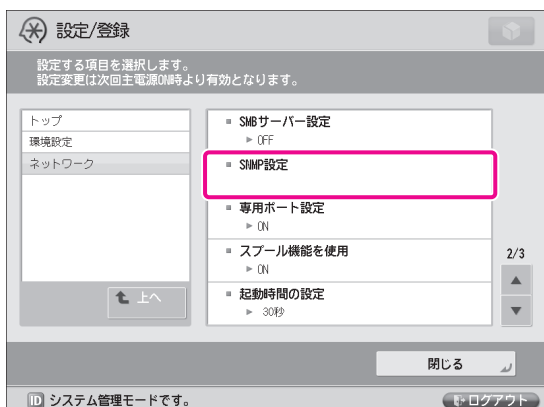 設定/登録
設定する項目を選択します。
設定変更は次回主電源ON時より有効となります。
トップ
環境設定
ネットワーク
上へ
SMBサーバー設定
► OFF
SNMP設定
専用ポート設定
► ON
スプール機能を使用
► ON
起動時間の設定
► 30秒
2/3
閉じる
ID システム管理モードです。
ログアウト